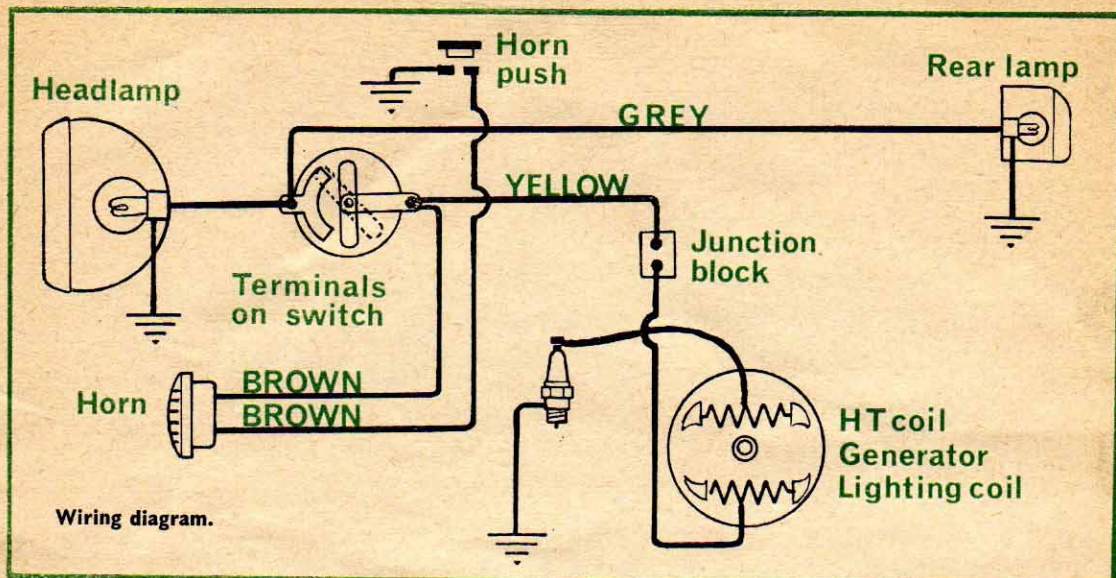 Horn
push
Headlamp
Rear lamp
GREY
YELLOW
Junction
block
Terminals
on switch
BROWN
BROWN
Horn
HT coil
Generator
Lighting coil
Wiring diagram.